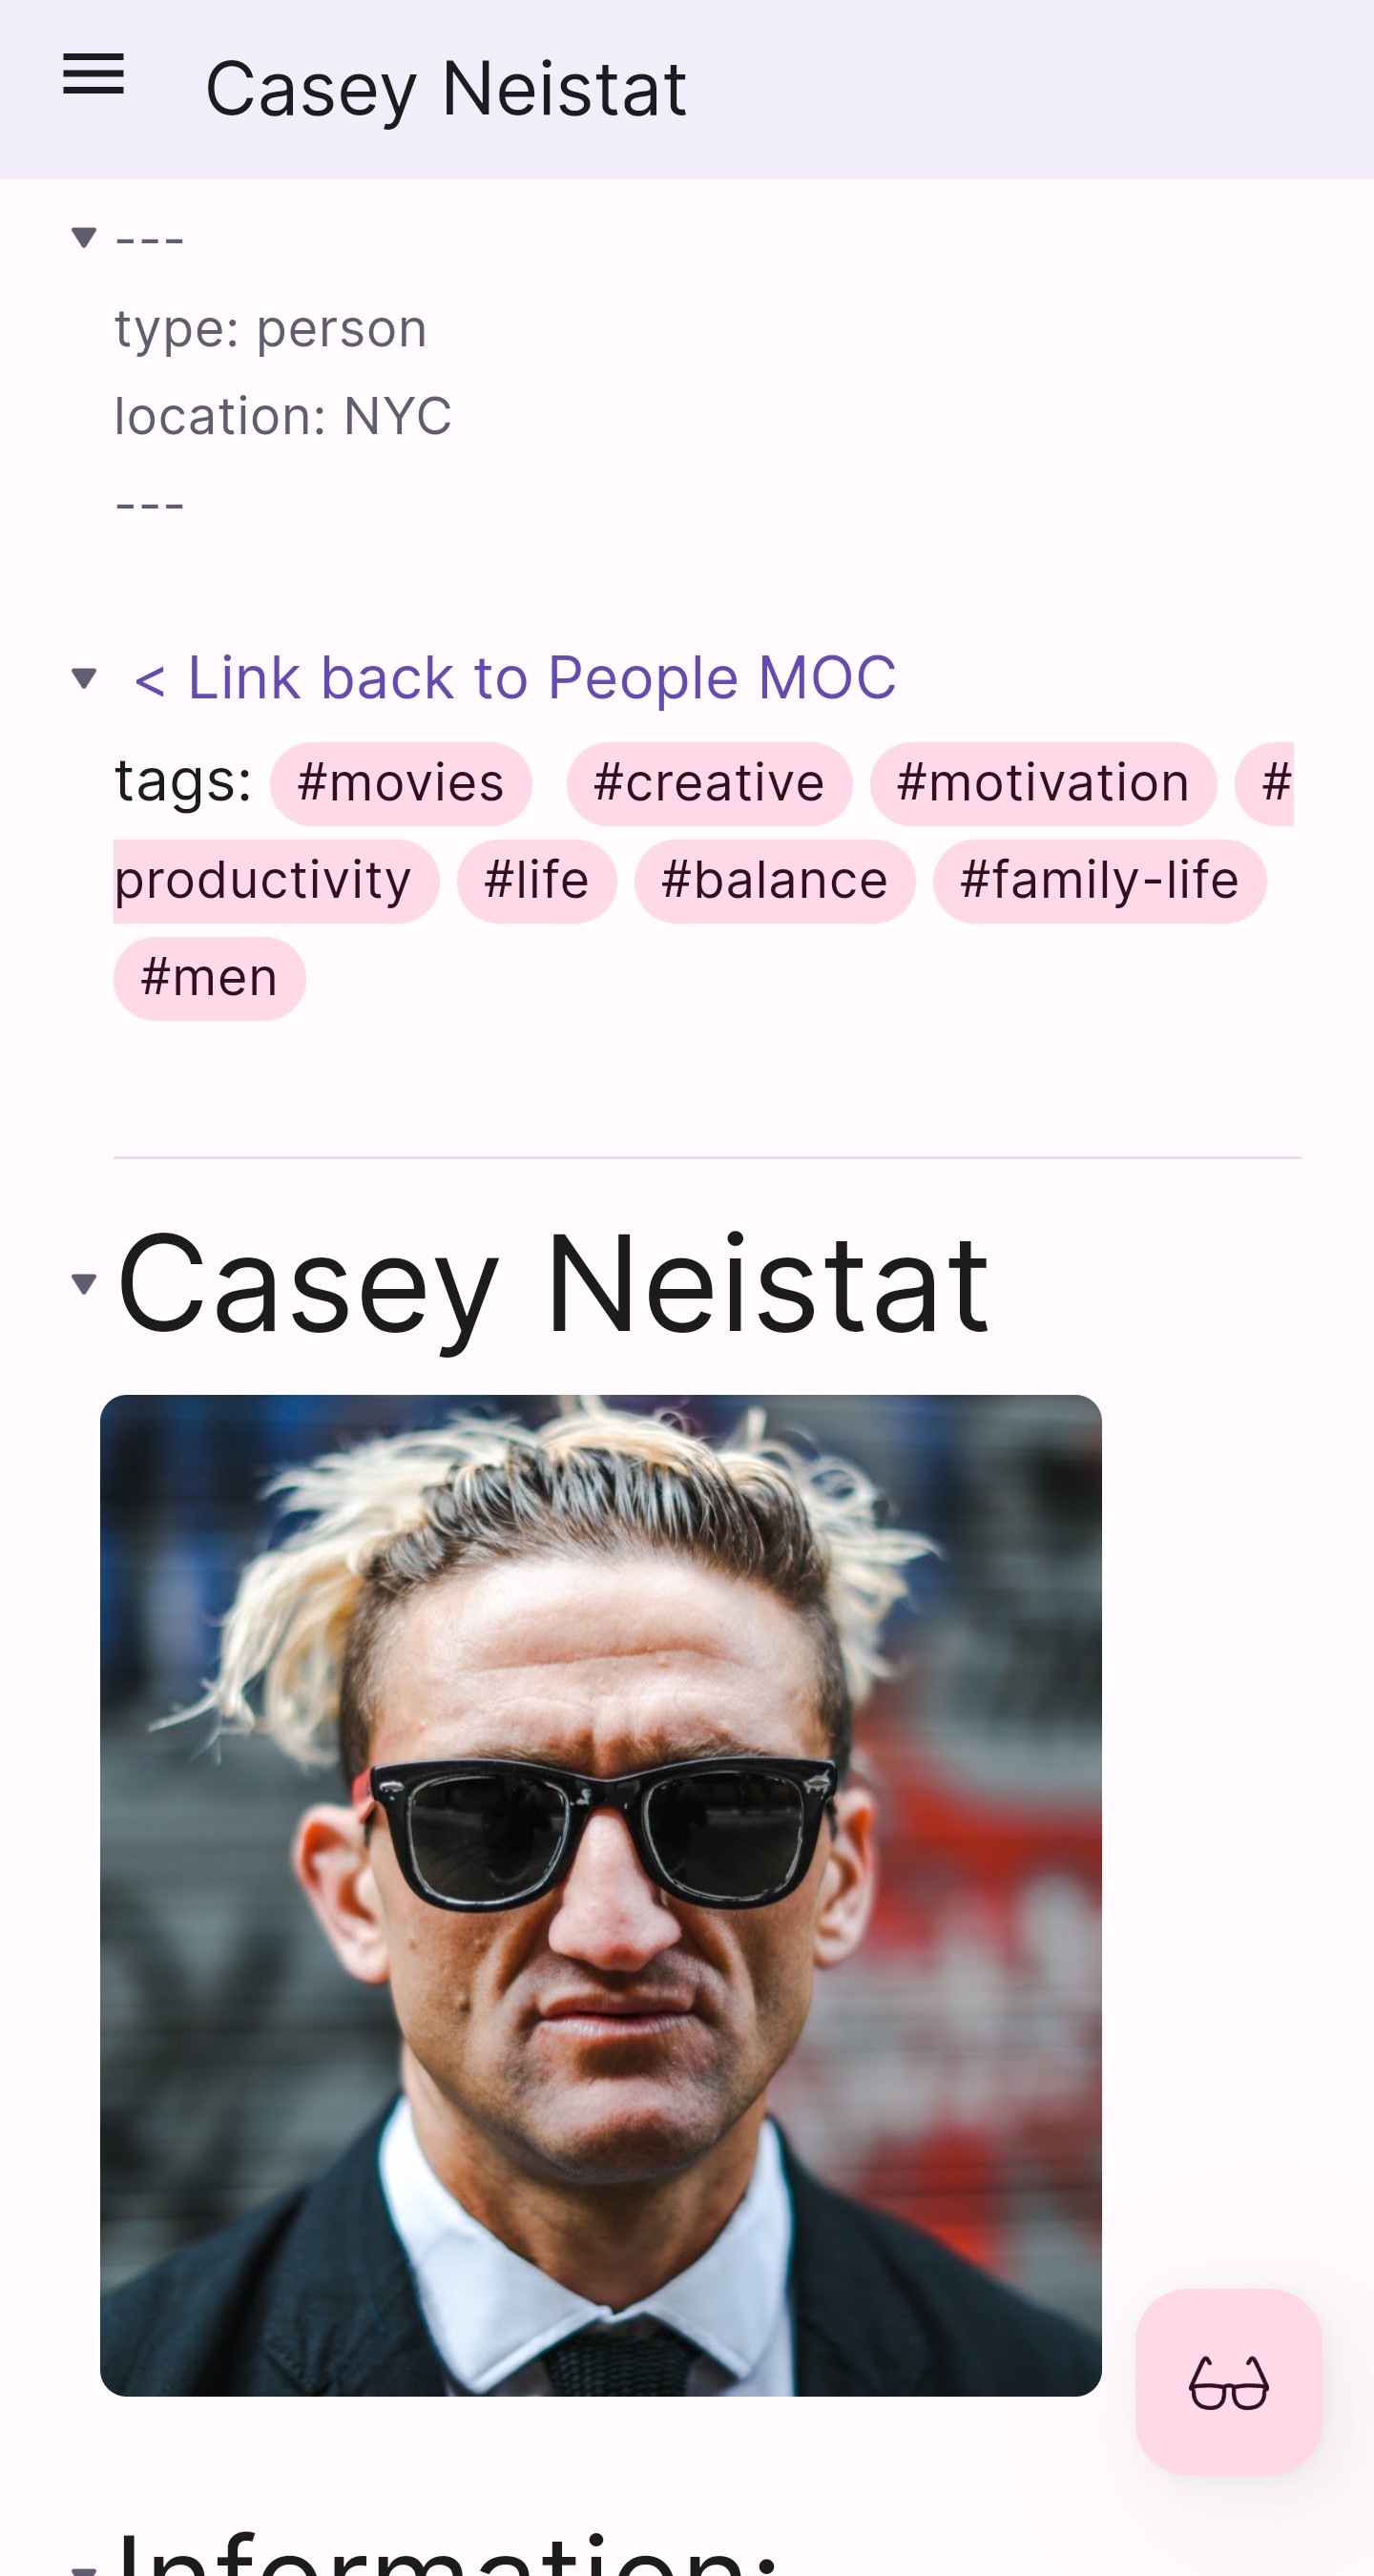 Casey Neistat
---
type: person
location: NYC
---
< Link back to People MOC
tags: #movies #creative #motivation #
productivity #life #balance #family-life
#men
Casey Neistat
Information: